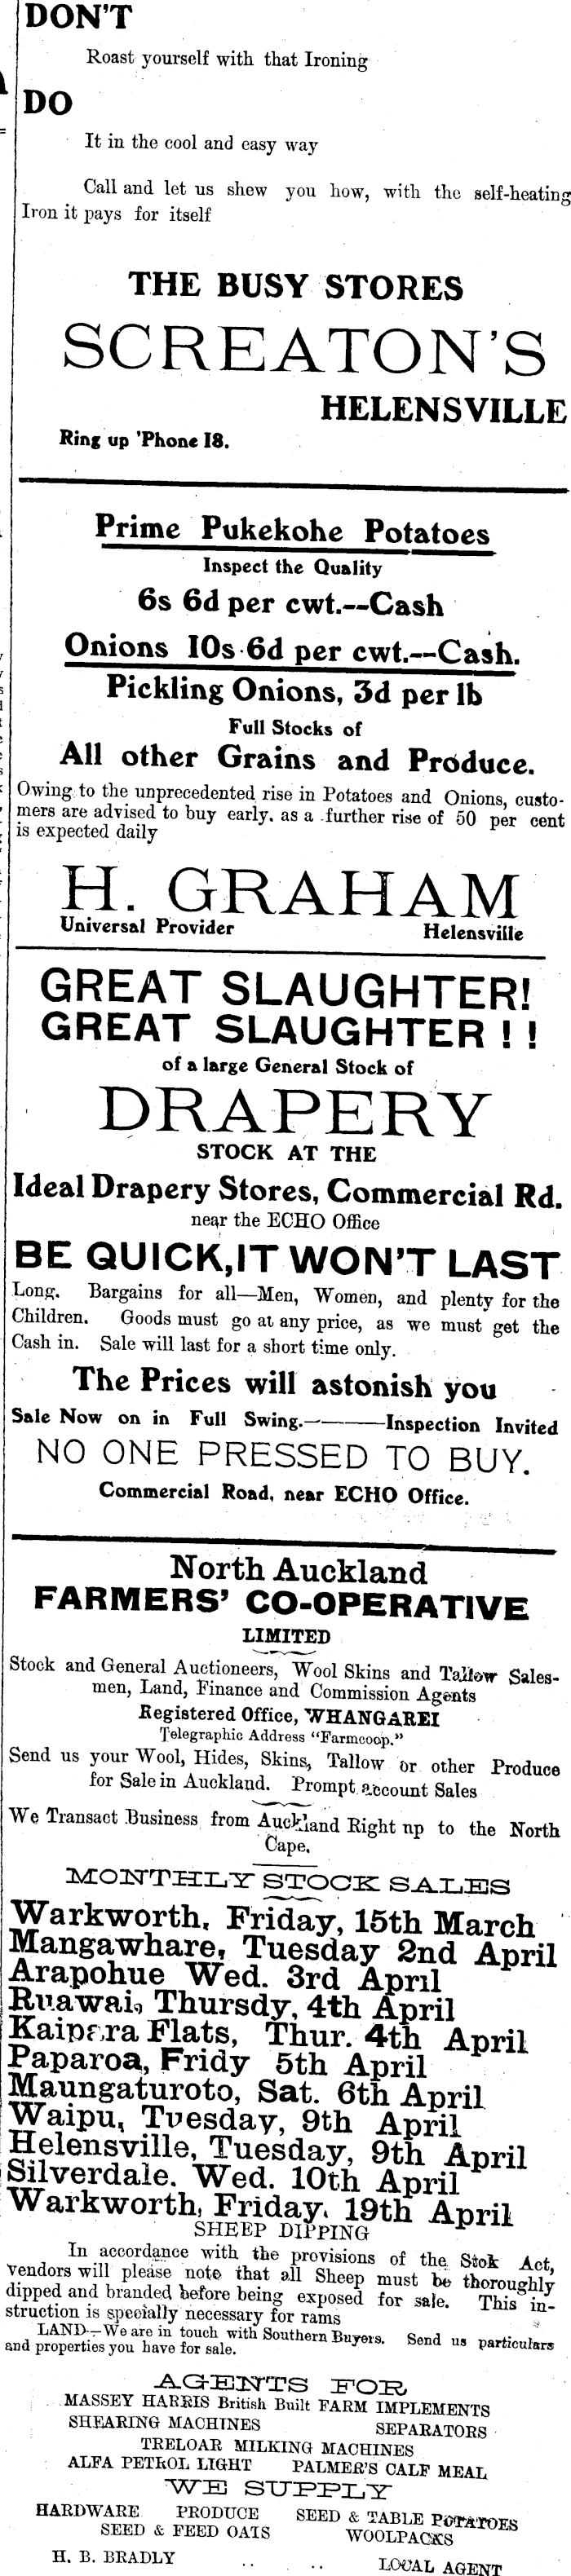 DON'T
Roast yourself with that Ironing
DO
It in the cool and easy way
Call and let us shew you how, with the self-heating
Iron it pays for itself
THE BUSY STORES
SCREATON'S
HELENSVILLE
Ring up 'Phone 18.
Prime Pukekohe Potatoes
Inspect the Quality
6s 6d per cwt.--Cash
Onions 10s 6d per cwt.--Cash.
Pickling Onions, 3d per lb
Full Stocks of
All other Grains and Produce.
Owing to the unprecedented rise in Potatoes and Onions, custo-
mers are advised to buy early, as a further rise of 50 per cent
is expected daily
H. GRAHAM
Universal Provider Helensville
GREAT SLAUGHTER!
GREAT SLAUGHTER ! !
of a large General Stock of
DRAPERY
STOCK AT THE
Ideal Drapery Stores, Commercial Rd.
near the ECHO Office
BE QUICK, IT WON'T LAST
Long. Bargains for all—Men, Women, and plenty for the
Children. Goods must go at any price, as we must get the
Cash in. Sale will last for a short time only.
The Prices will astonish you
Sale Now on in Full Swing.————Inspection Invited
NO ONE PRESSED TO BUY.
Commercial Road, near ECHO Office.
North Auckland
FARMERS' CO-OPERATIVE
LIMITED
Stock and General Auctioneers, Wool Skins and Tallow Sales-
men, Land, Finance and Commission Agents
Registered Office, WHANGAREI
Telegraphic Address "Farmcoop."
Send us your Wool, Hides, Skins, Tallow or other Produce
for Sale in Auckland. Prompt account Sales
We Transact Business from Auckland Right up to the North
Cape.
MONTHLY STOCK SALES
Warkworth, Friday, 15th March
Mangawhare, Tuesday 2nd April
Arapohue Wed. 3rd April
Ruawai, Thursdy, 4th April
Kaipara Flats, Thur. 4th April
Paparoa, Fridy 5th April
Maungaturoto, Sat. 6th April
Waipu, Tuesday, 9th April
Helensville, Tuesday, 9th April
Silverdale. Wed. 10th April
Warkworth, Friday, 19th April
SHEEP DIPPING
In accordance with the provisions of the Stok Act,
Vendors will please note that all Sheep must be thoroughly
dipped and branded before being exposed for sale. This in-
struction is specially necessary for rams
LAND—We are in touch with Southern Buyers. Send us particulars
and properties you have for sale.
AGENTS FOR
MASSEY HARRIS British Built FARM IMPLEMENTS
SHEARING MACHINES SEPARATORS
TRELOAR MILKING MACHINES
ALFA PETROL LIGHT PALMER'S CALF MEAL
WE SUPPLY
HARDWARE PRODUCE SEED & TABLE POTATOES
SEED & FEED OATS WOOLPACKS
H. B. BRADLY .. .. LOCAL AGENT